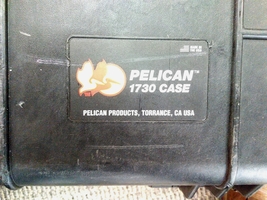 PELICAN™
1730 CASE
PELICAN PRODUCTS, TORRANCE, CA USA